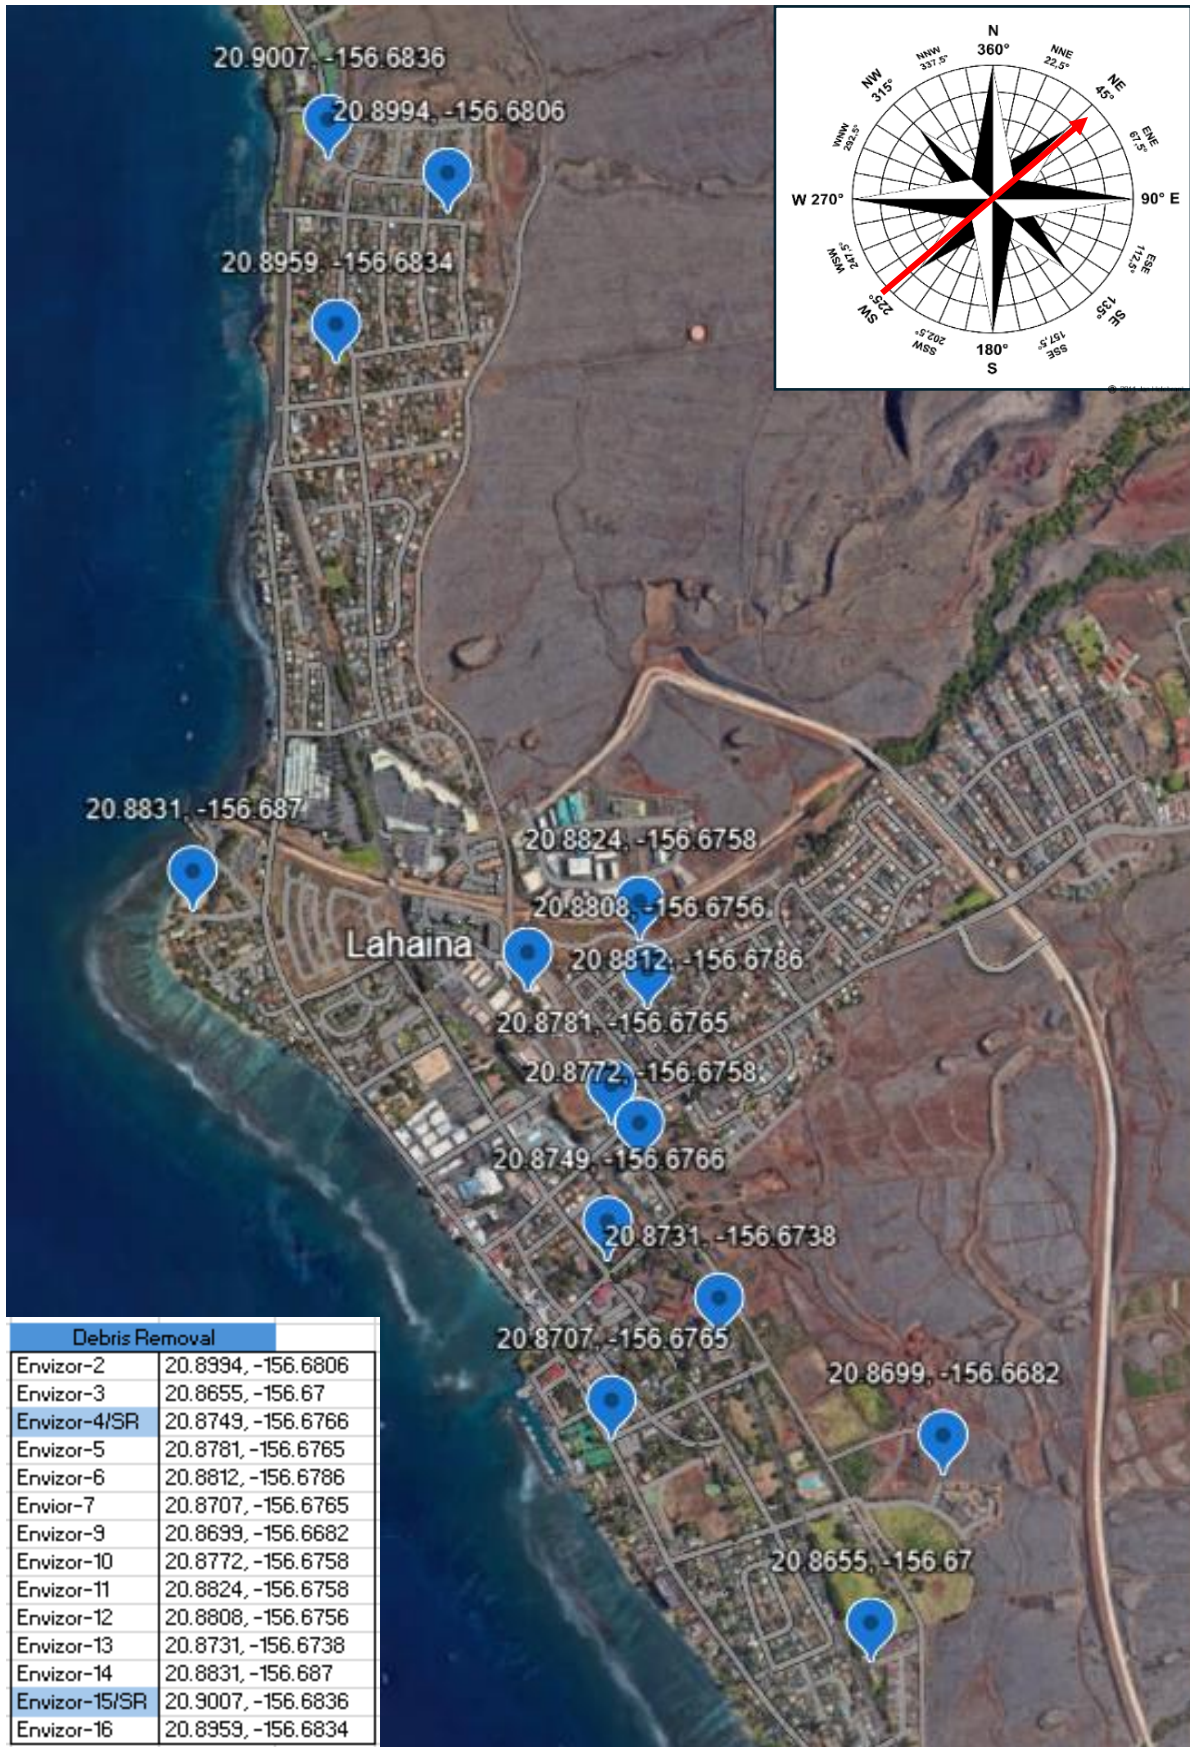 20.9007, -156.6836
20.8994, -156.6806
20.8959, -156.6834
N
360°
NNE
22,5°
NE
45°
ENE
67,5°
90° E
ESE
112,5°
SE
135°
SSE
157,5°
180°
S
SSW
202,5°
SW
225°
WSW
247,5°
W 270°
WNW
292,5°
NW
315°
NNW
337,5°
20.8831, -156.687
20.8824, -156.6758
20.8808, -156.6756
Lahaina
20.8812, -156.6786
20.8781, -156.6765
20.8772, -156.6758
20.8749, -156.6766
20.8731, -156.6738
20.8707, -156.6765
20.8699, -156.6682
20.8655, -156.67
Debris Removal
Envizor-2 20.8994, -156.6806
Envizor-3 20.8655, -156.67
Envizor-4/SR 20.8749, -156.6766
Envizor-5 20.8781, -156.6765
Envizor-6 20.8812, -156.6786
Envior-7 20.8707, -156.6765
Envizor-9 20.8699, -156.6682
Envizor-10 20.8772, -156.6758
Envizor-11 20.8824, -156.6758
Envizor-12 20.8808, -156.6756
Envizor-13 20.8731, -156.6738
Envizor-14 20.8831, -156.687
Envizor-15/SR 20.9007, -156.6836
Envizor-16 20.8959, -156.6834